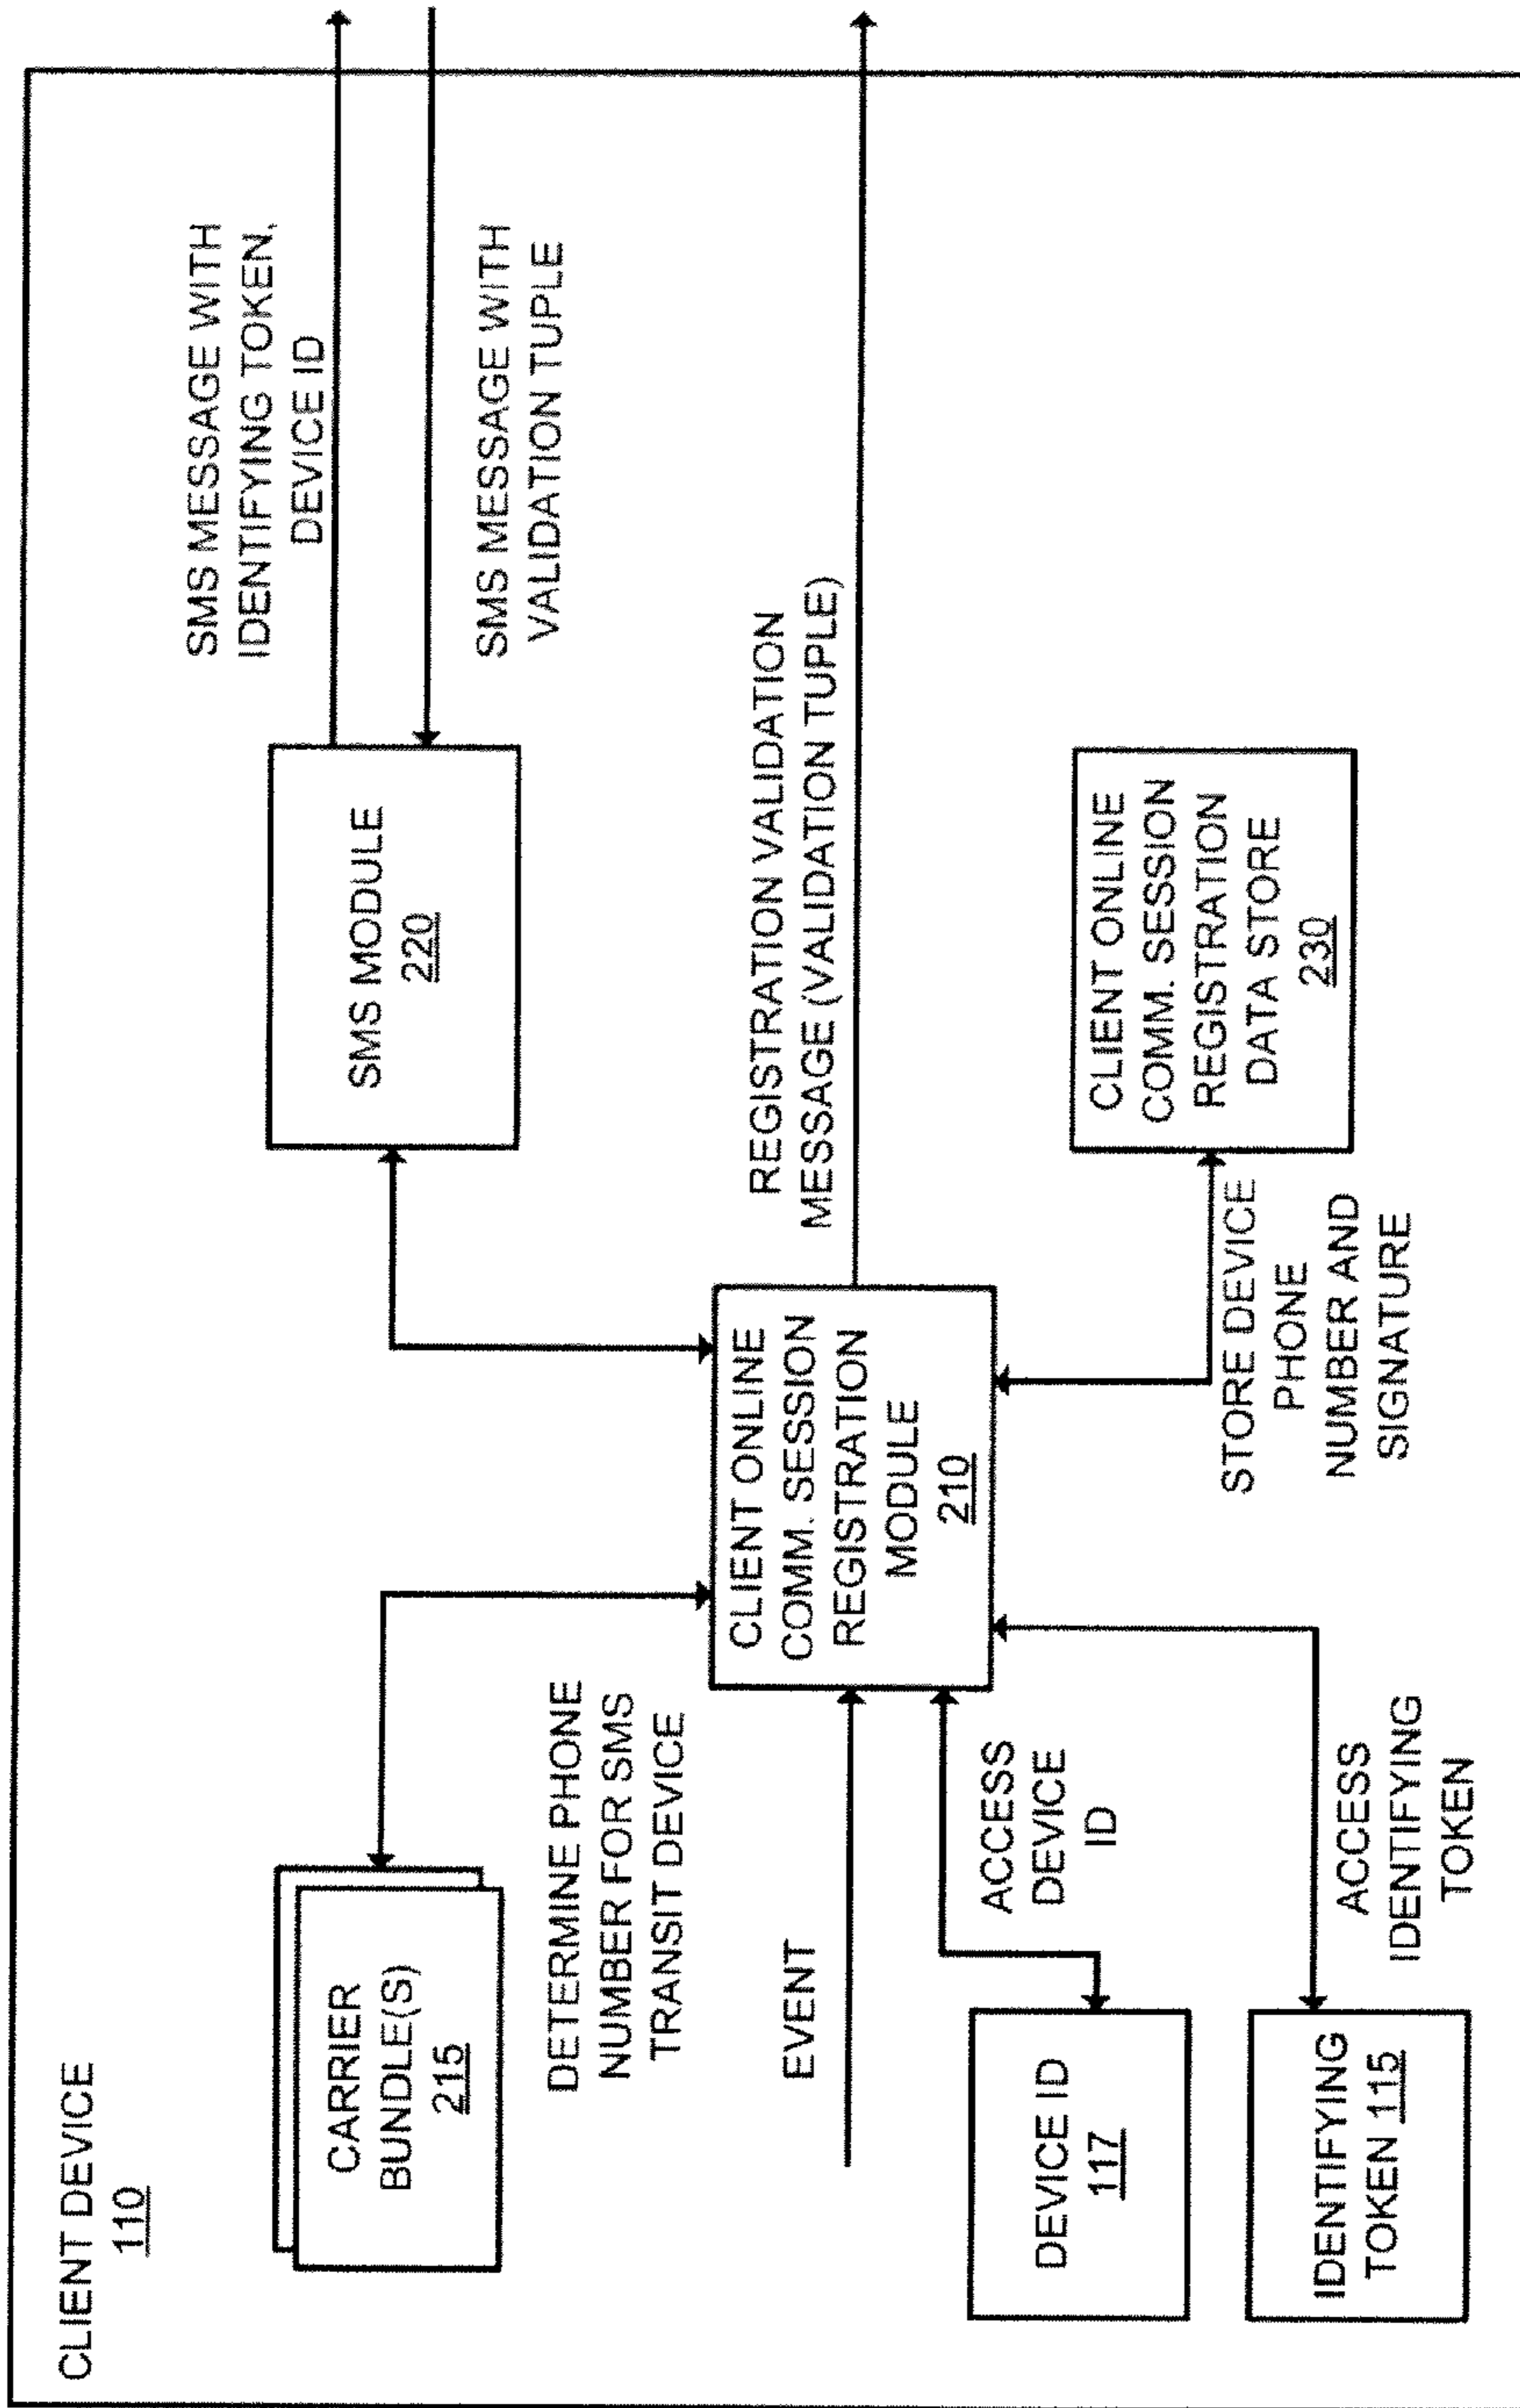 CLIENT DEVICE
110
CARRIER
BUNDLE(S)
215
DETERMINE PHONE
NUMBER FOR SMS
TRANSIT DEVICE
EVENT
DEVICE ID
117
ACCESS
DEVICE
ID
IDENTIFYING
TOKEN 115
ACCESS
IDENTIFYING
TOKEN
CLIENT ONLINE
COMM. SESSION
REGISTRATION
MODULE
210
SMS MODULE
220
SMS MESSAGE WITH
IDENTIFYING TOKEN,
DEVICE ID
SMS MESSAGE WITH
VALIDATION TUPLE
REGISTRATION VALIDATION
MESSAGE (VALIDATION TUPLE)
CLIENT ONLINE
COMM. SESSION
REGISTRATION
DATA STORE
230
STORE DEVICE
PHONE
NUMBER AND
SIGNATURE